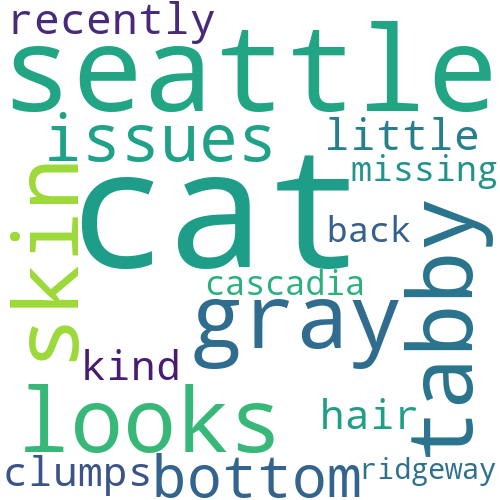 recently
seattle
issues
little
cat
missing
skin
back
tabby
cascadia
gray
kind
looks
hair
clumps
bottom
ridgeway